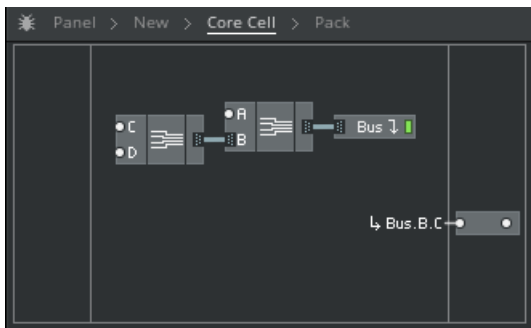 Panel > New > Core Cell > Pack
C
D
A
B
Bus ↴
↳ Bus.B.C